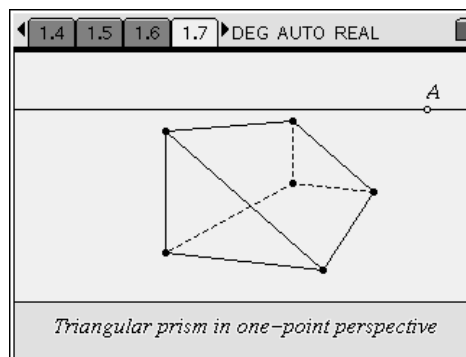 1.4 1.5 1.6 1.7 DEG AUTO REAL
A
Triangular prism in one-point perspective